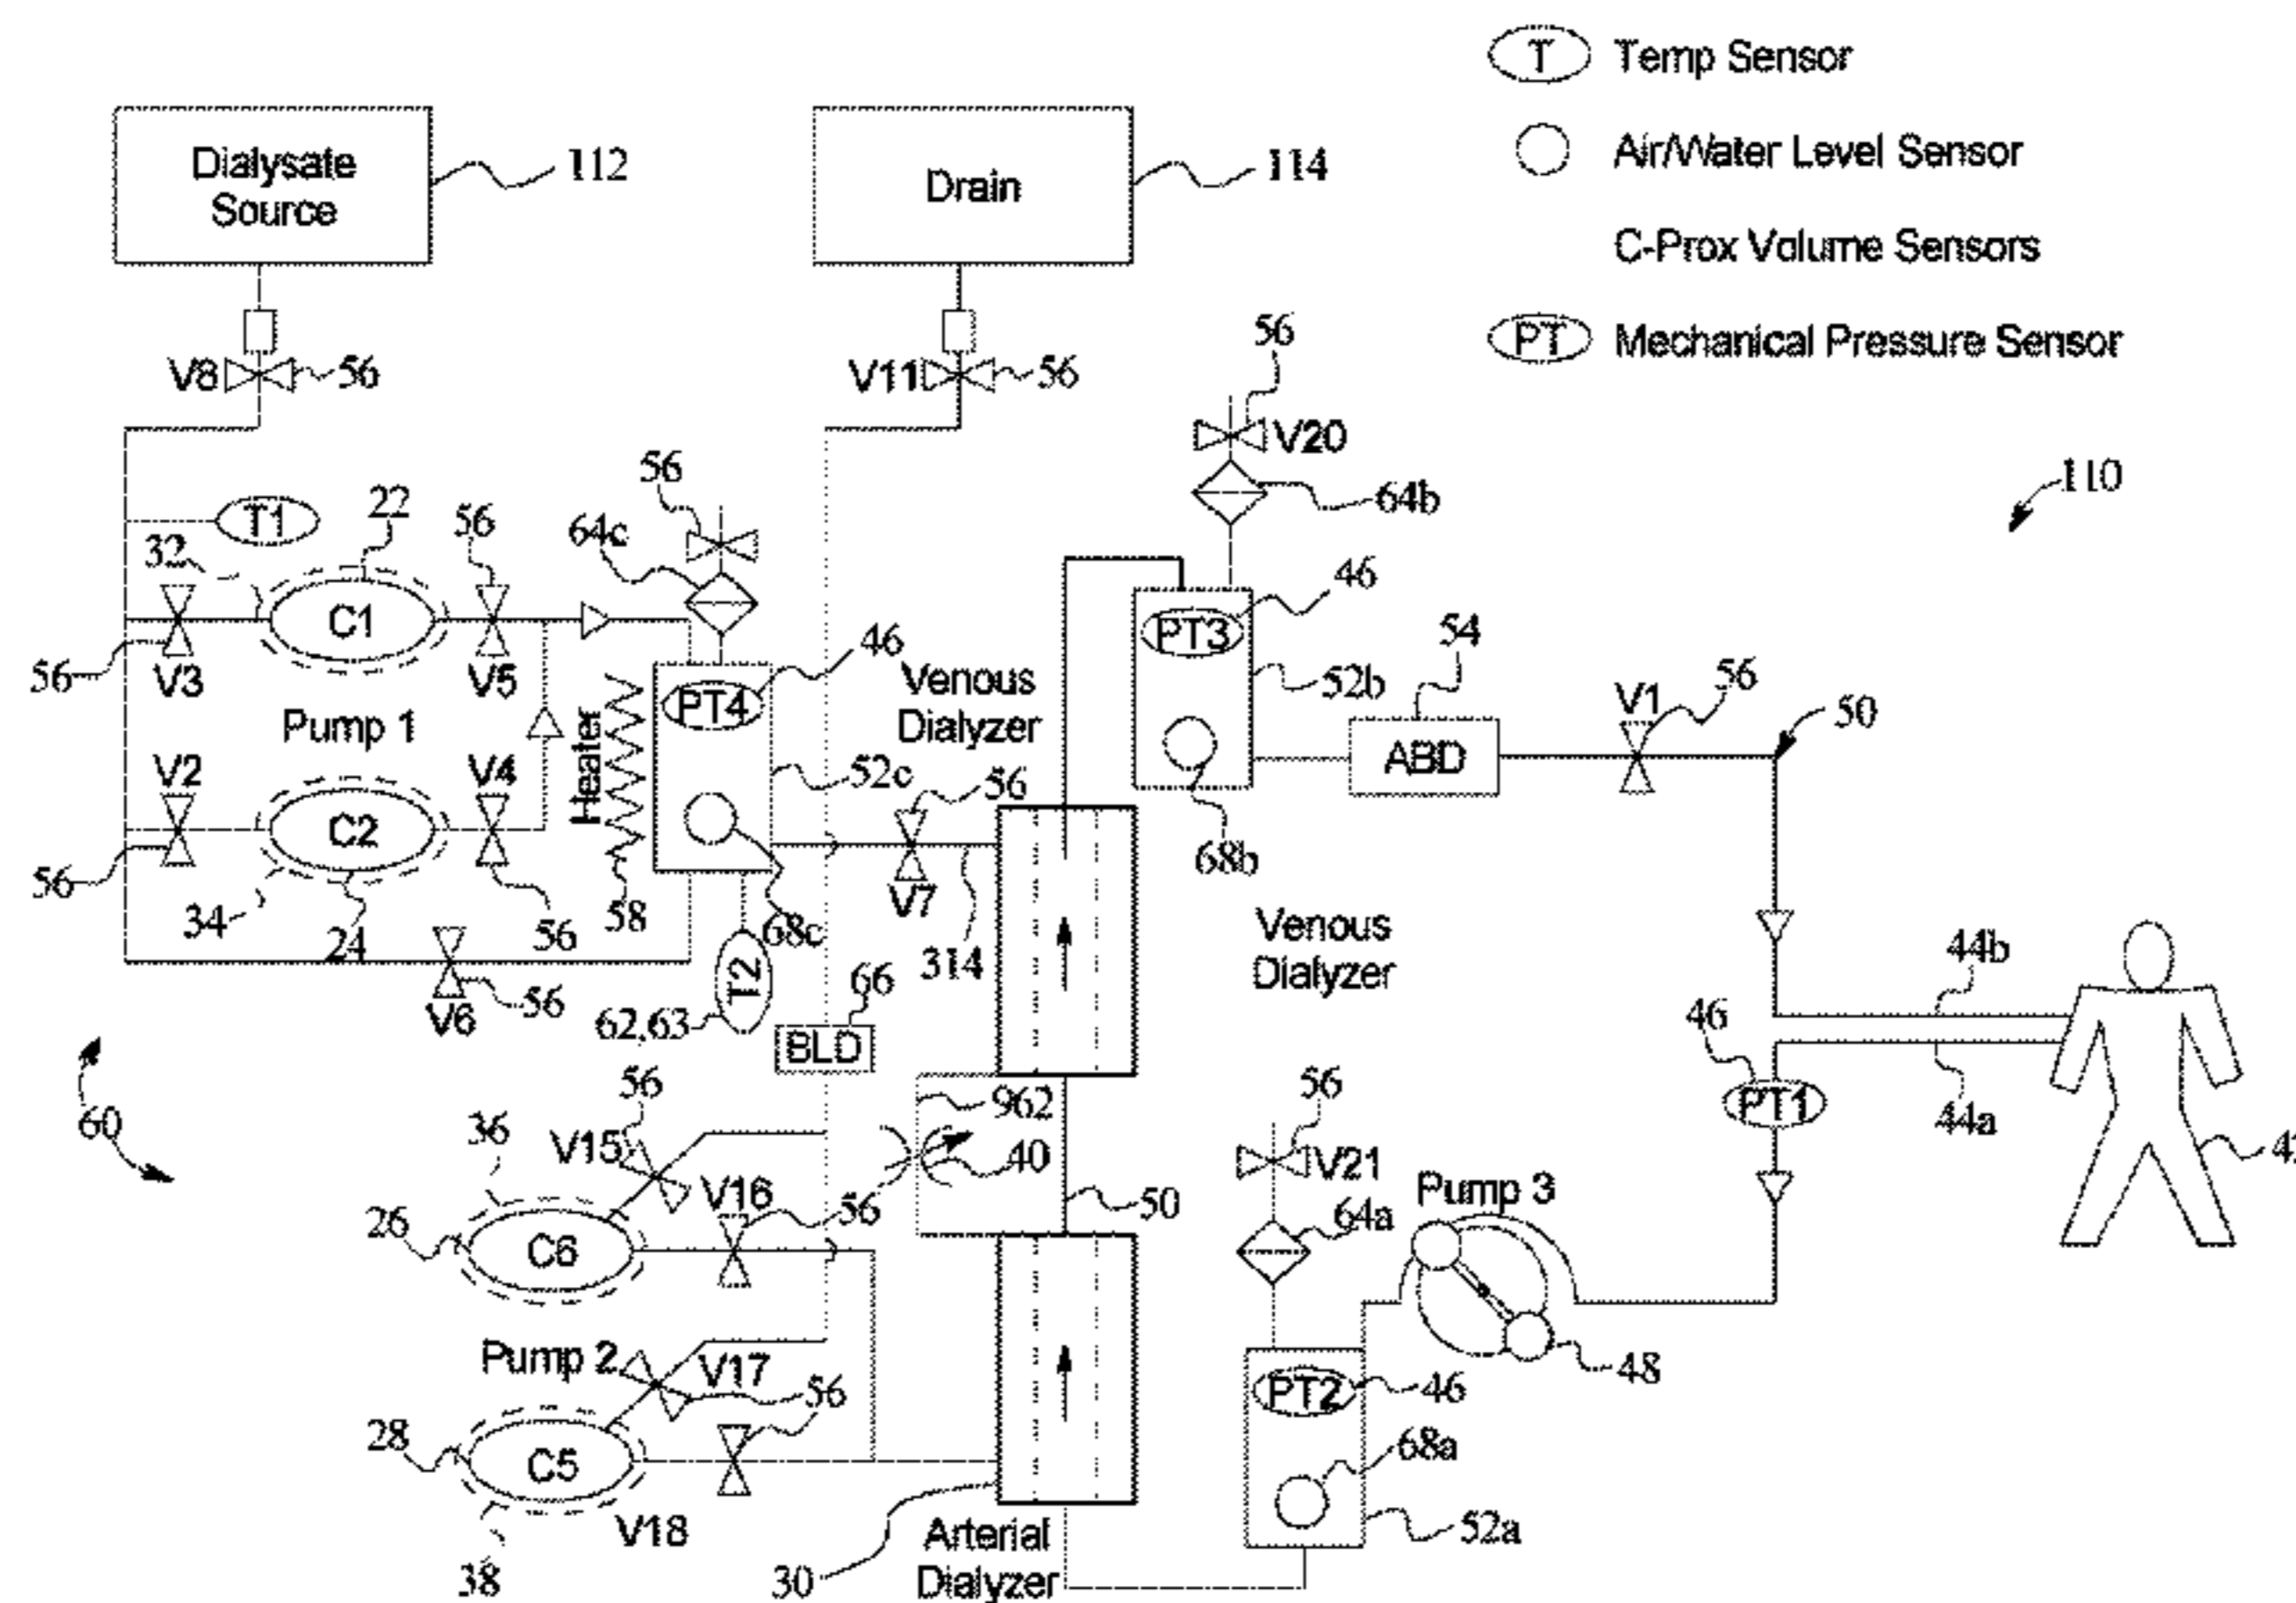 T Temp Sensor
Air/Water Level Sensor
C-Prox Volume Sensors
PT Mechanical Pressure Sensor
Dialysate
Source
112
Drain
114
V8
56
V11
56
56
V20
64b
110
T1
22
56
56
64c
32
C1
V3
56
V5
46
PT4
Pump 1
Heater
Venous
Dialyzer
46
PT3
52b
54
ABD
V1
56
50
V2
V4
C2
56
34
24
56
58
52c
68c
56
V7
314
68b
V6
56
T2
62,63
66
BLD
Venous
Dialyzer
44b
44a
46
PT1
60
36
56
V15
V16
56
26
C6
962
40
50
56
V21
64a
Pump 3
48
Pump 2
V17
56
28
C5
V18
38
PT2
46
68a
52a
30
Arterial
Dialyzer